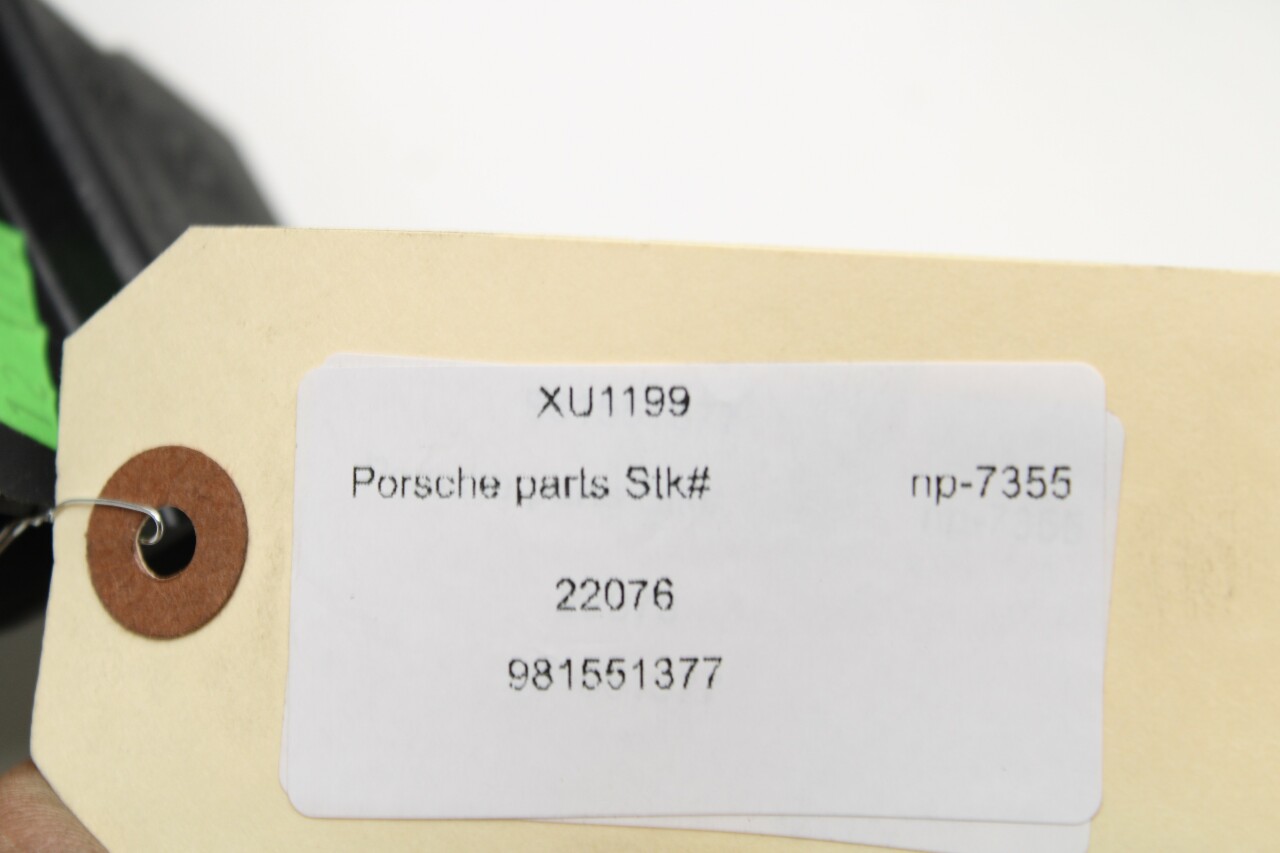 XU1199
Porsche parts Stk# np-7355
22076
981551377